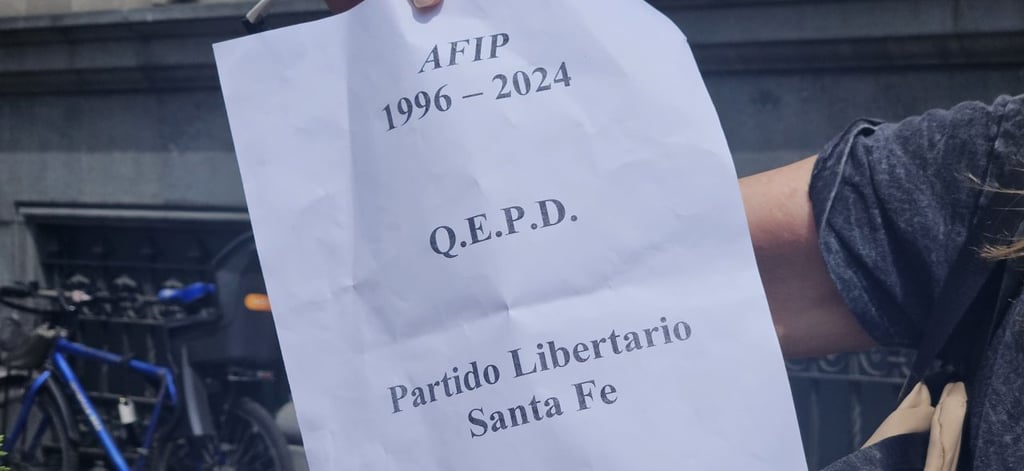 AFIP
1996 – 2024
Q.E.P.D.
Partido Libertario
Santa Fe